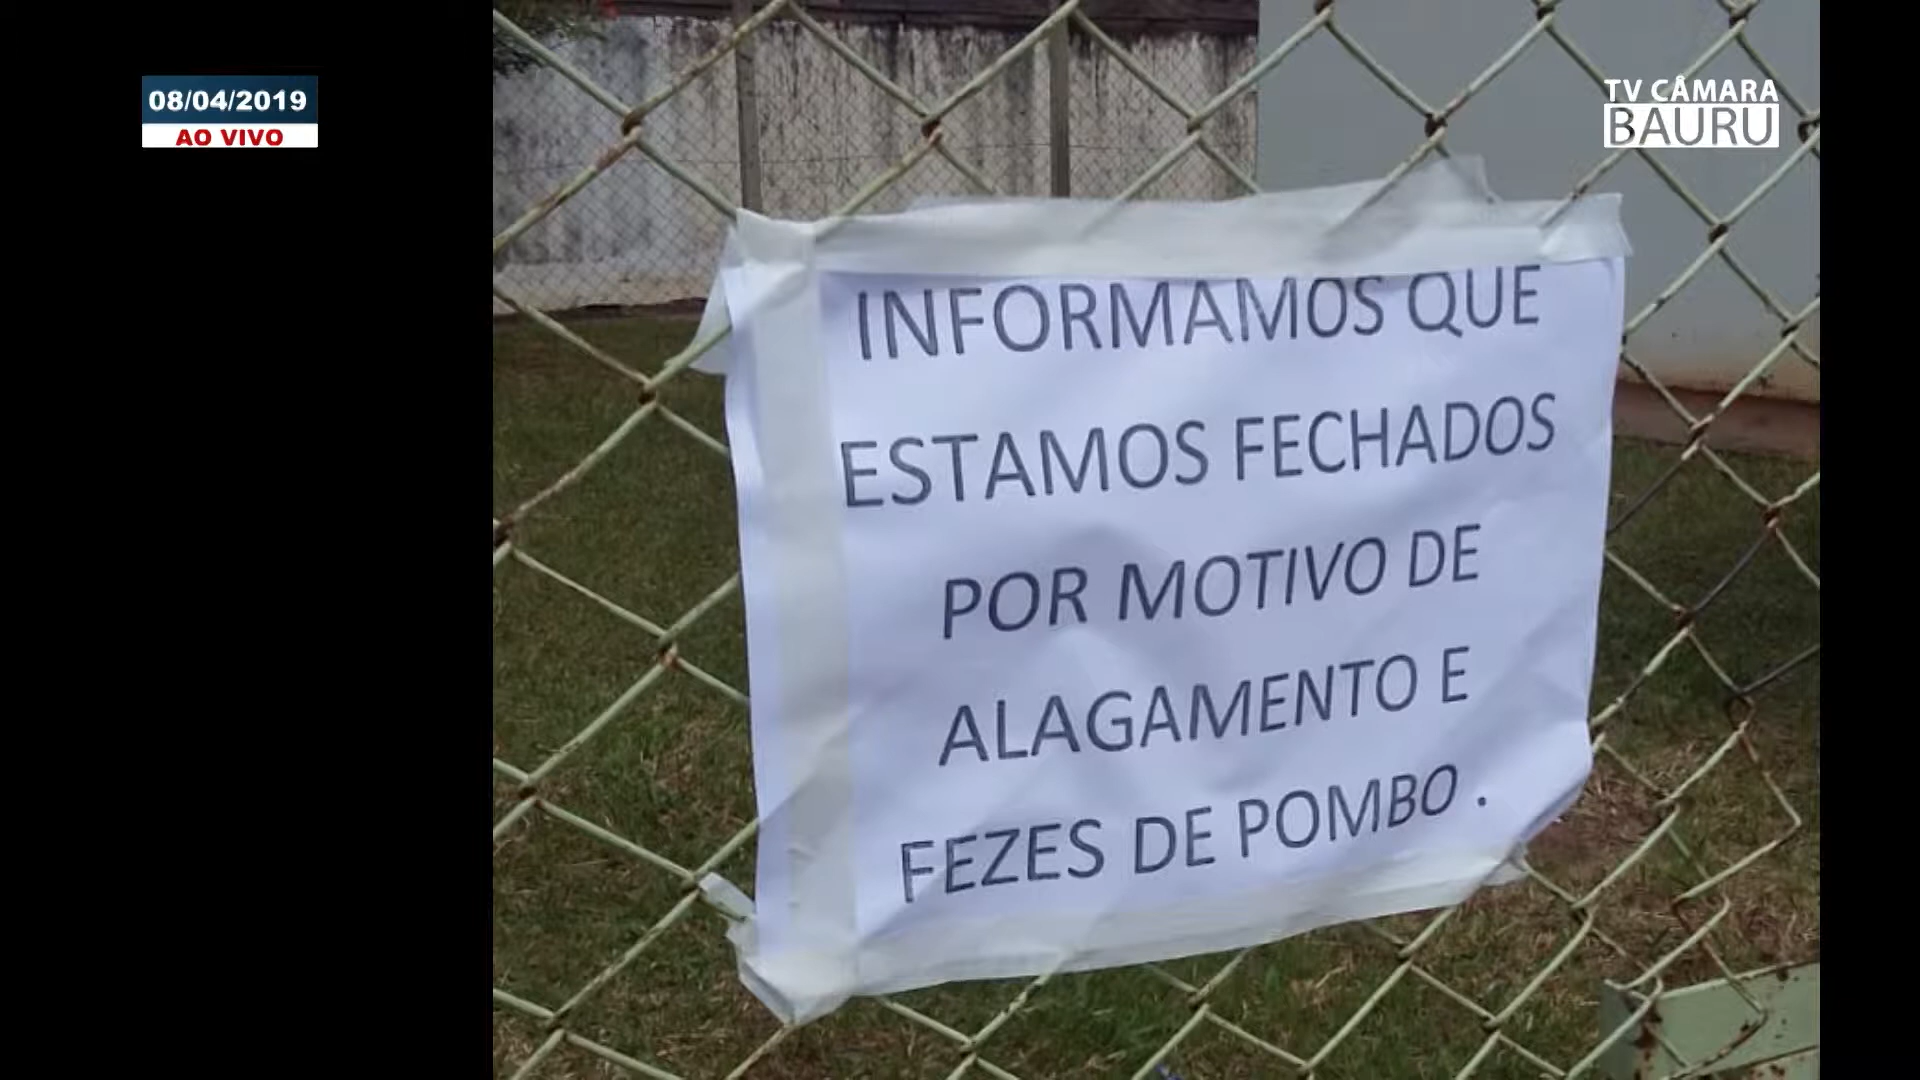 08/04/2019
AO VIVO
TV CÂMARA
BAURU
INFORMAMOS QUE
ESTAMOS FECHADOS
POR MOTIVO DE
ALAGAMENTO E
FEZES DE POMBO .